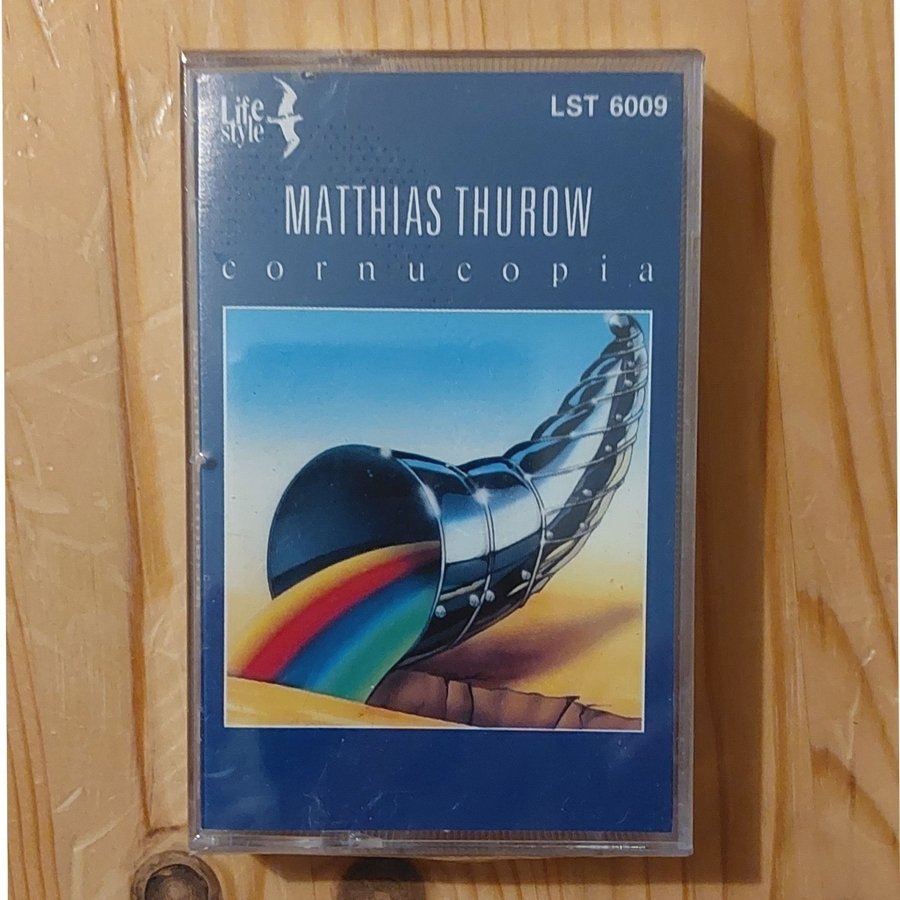 Life
style
LST 6009
MATTHIAS THUROW
cornucopia